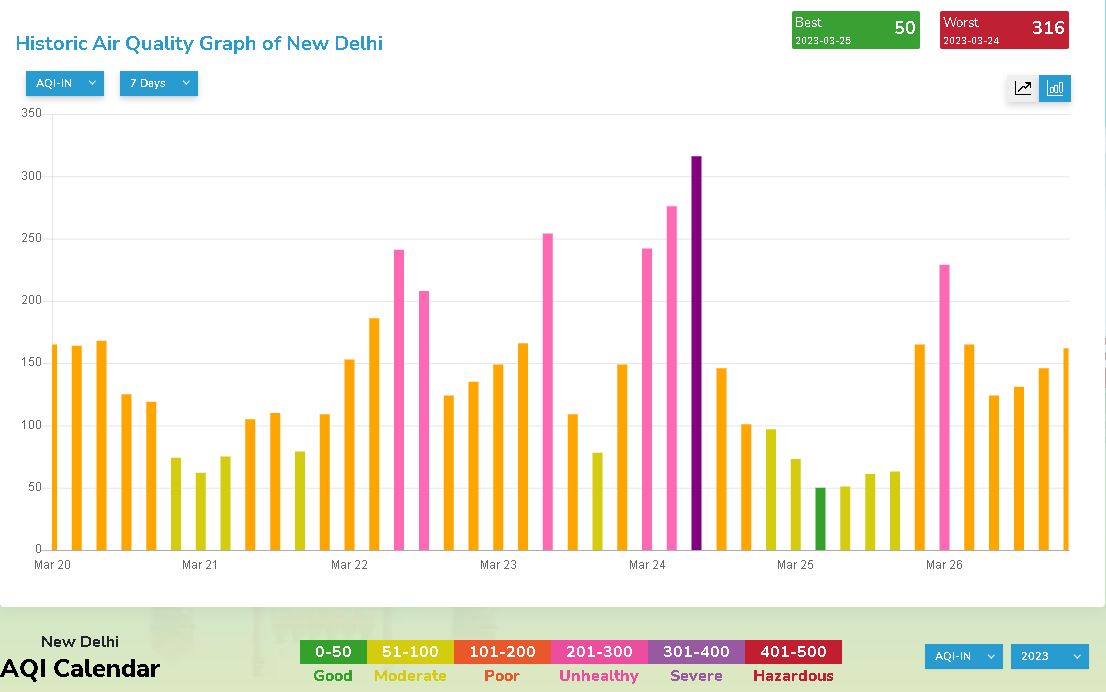 Historic Air Quality Graph of New Delhi
Best
50
2023-03-25
Worst
316
2023-03-24
AQI-IN
7 Days
350
300
250
200
150
100
50
0
Mar 20 Mar 21 Mar 22 Mar 23 Mar 24 Mar 25 Mar 26
New Delhi
AQI Calendar
0-50 51-100 101-200 201-300 301-400 401-500
Good Moderate Poor Unhealthy Severe Hazardous
AQI-IN
2023